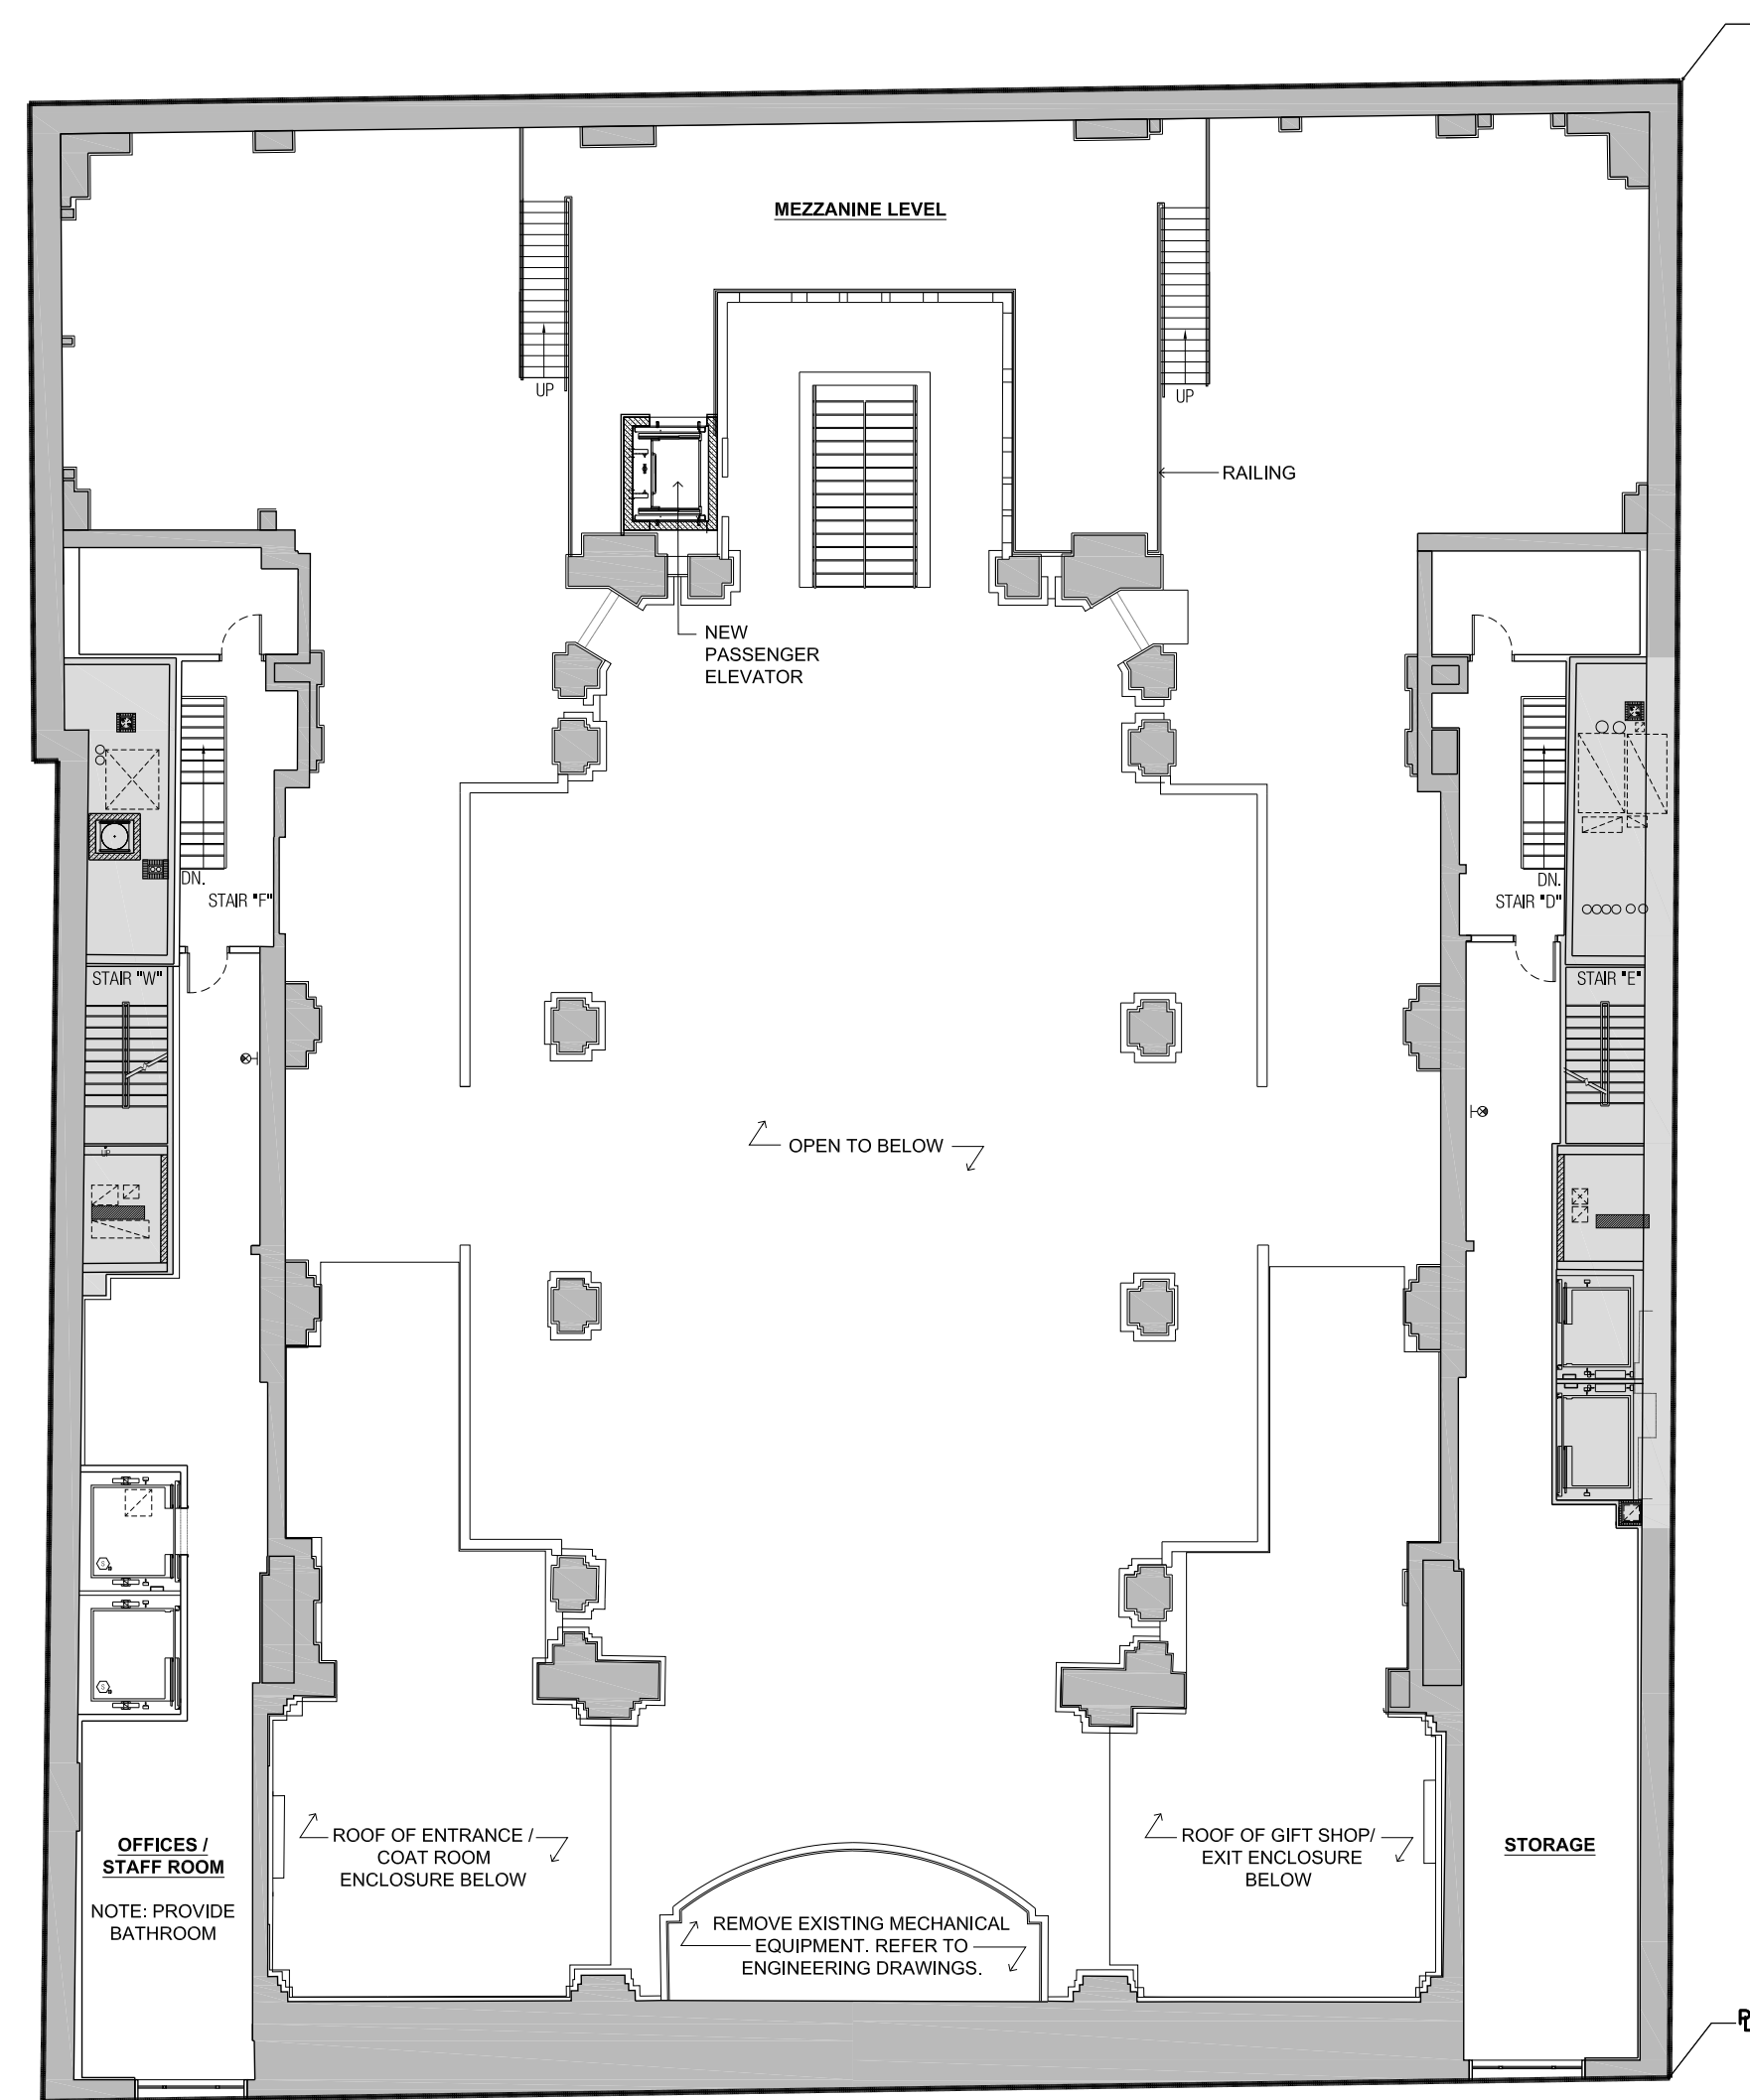 MEZZANINE LEVEL
UP
UP
RAILING
NEW
PASSENGER
ELEVATOR
DN.
STAIR "F"
DN.
STAIR "D"
STAIR "W"
STAIR "E"
OPEN TO BELOW
UP
ROOF OF ENTRANCE /
COAT ROOM
ENCLOSURE BELOW
ROOF OF GIFT SHOP/
EXIT ENCLOSURE
BELOW
OFFICES /
STAFF ROOM
NOTE: PROVIDE
BATHROOM
STORAGE
REMOVE EXISTING MECHANICAL
EQUIPMENT. REFER TO
ENGINEERING DRAWINGS.